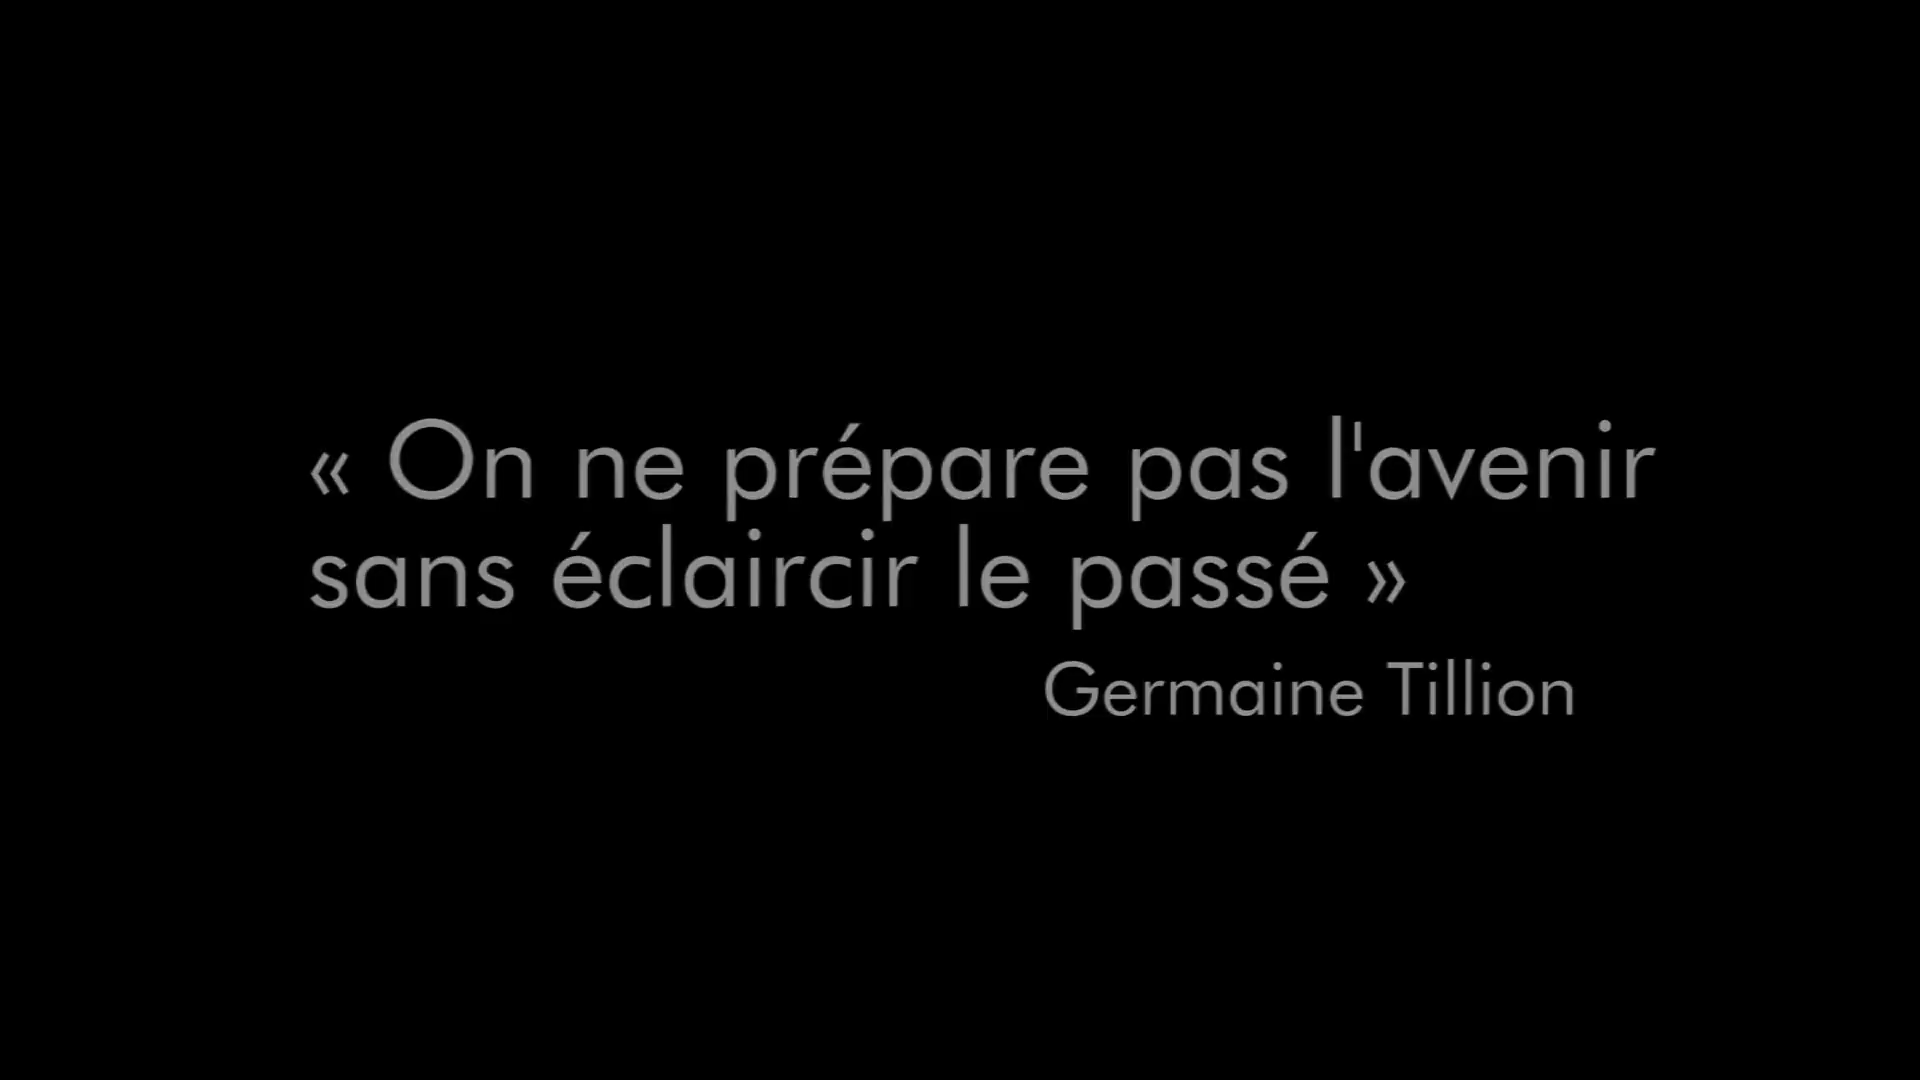 « On ne prépare pas l'avenir
sans éclaircir le passé »
Germaine Tillion